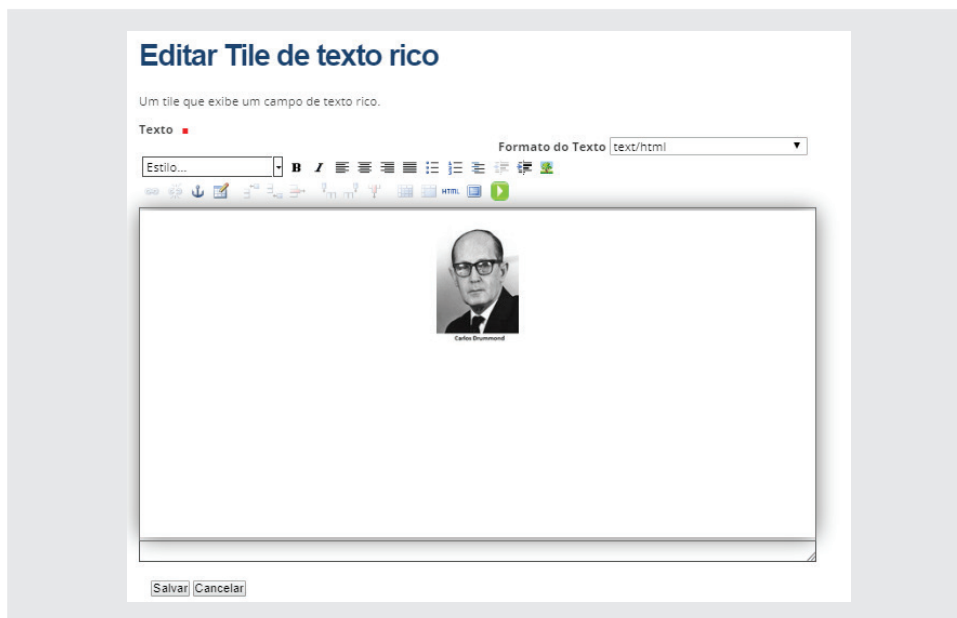 Editar Tile de texto rico
Um tile que exibe um campo de texto rico.
Texto
Formato do Texto text/html
Estilo... B I
HTML
Carlos Drummond
Salvar Cancelar